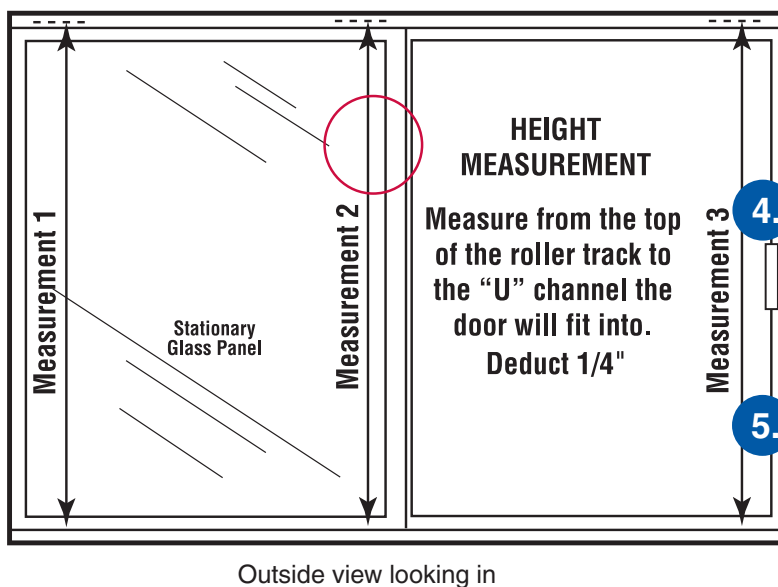 Measurement 1
Stationary
Glass Panel
Measurement 2
HEIGHT
MEASUREMENT
Measure from the top
of the roller track to
the “U” channel the
door will fit into.
Deduct 1/4"
Measurement 3
4.
5.
Outside view looking in